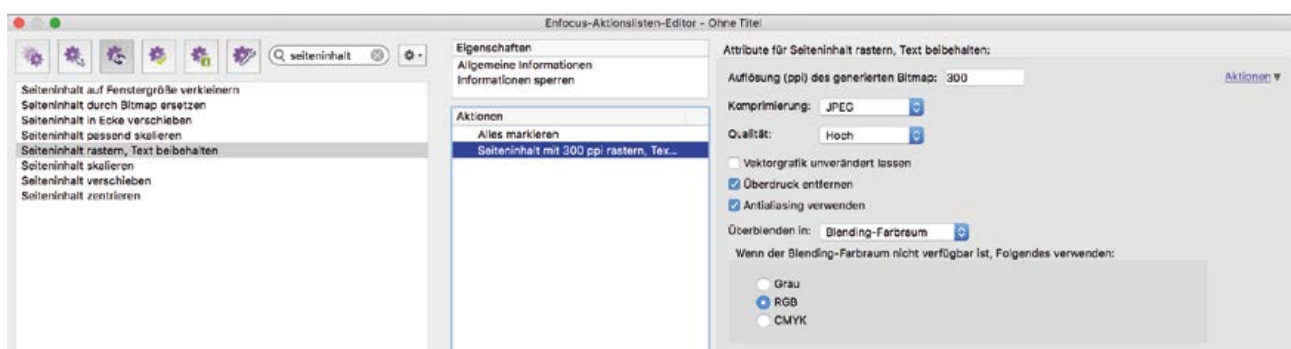 Enfocus-Aktionslisten-Editor - Ohne Titel
seiteninhalt
Seiteninhalt auf Fenstergröße verkleinern
Seiteninhalt durch Bitmap ersetzen
Seiteninhalt in Ecke verschieben
Seiteninhalt passend skalieren
Seiteninhalt rastern, Text beibehalten
Seiteninhalt skalieren
Seiteninhalt verschieben
Seiteninhalt zentrieren
Eigenschaften
Allgemeine Informationen
Informationen sperren
Aktionen
Alles markieren
Seiteninhalt mit 300 ppi rastern, Tex...
Attribute für Seiteninhalt rastern, Text beibehalten:
Auflösung (ppi) des generierten Bitmap: 300
Aktionen
Komprimierung: JPEG
Qualität: Hoch
Vektorgrafik unverändert lassen
Überdruck entfernen
Antialiasing verwenden
Überblenden in: Blending-Farbraum
Wenn der Blending-Farbraum nicht verfügbar ist, Folgendes verwenden:
Grau
RGB
CMYK